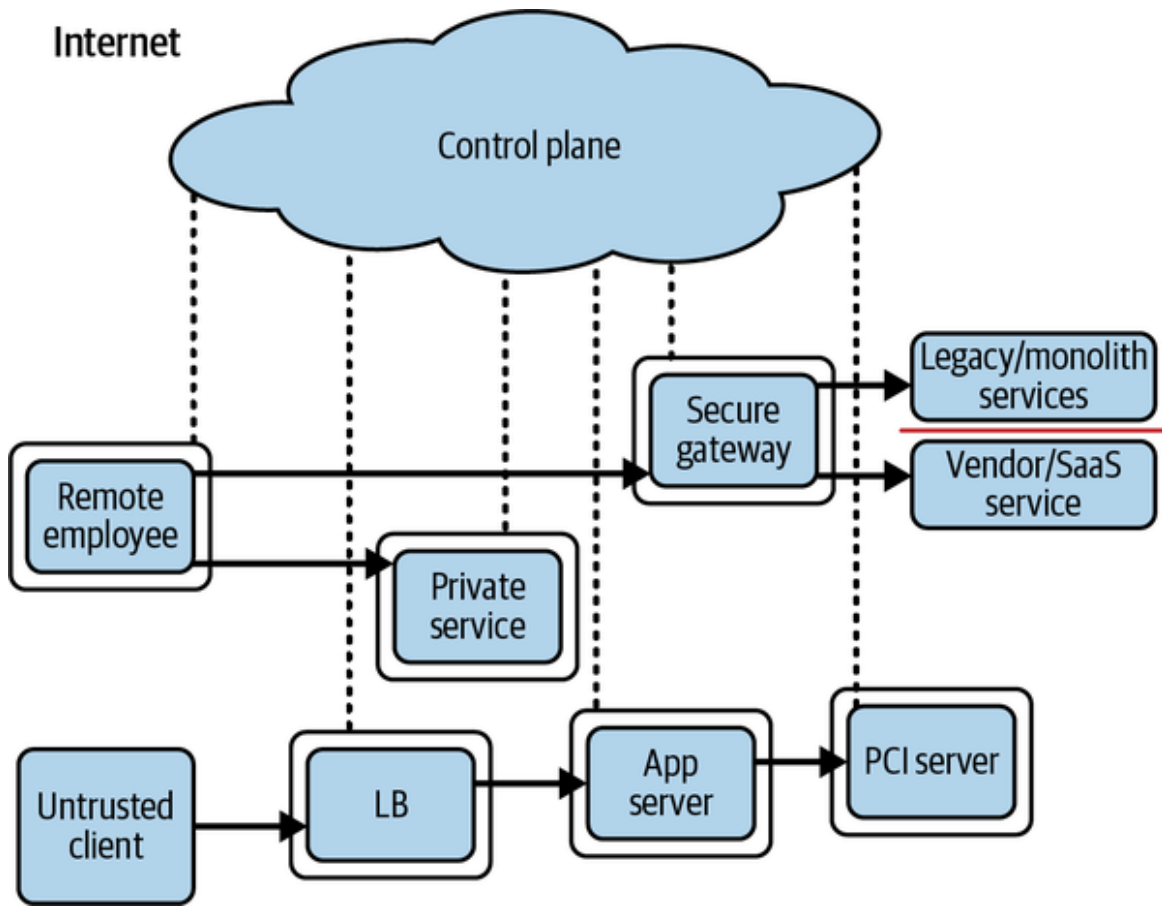 Internet
Control plane
Legacy/monolith
services
Secure
gateway
Vendor/SaaS
service
Remote
employee
Private
service
Untrusted
client
LB
App
server
PCI server